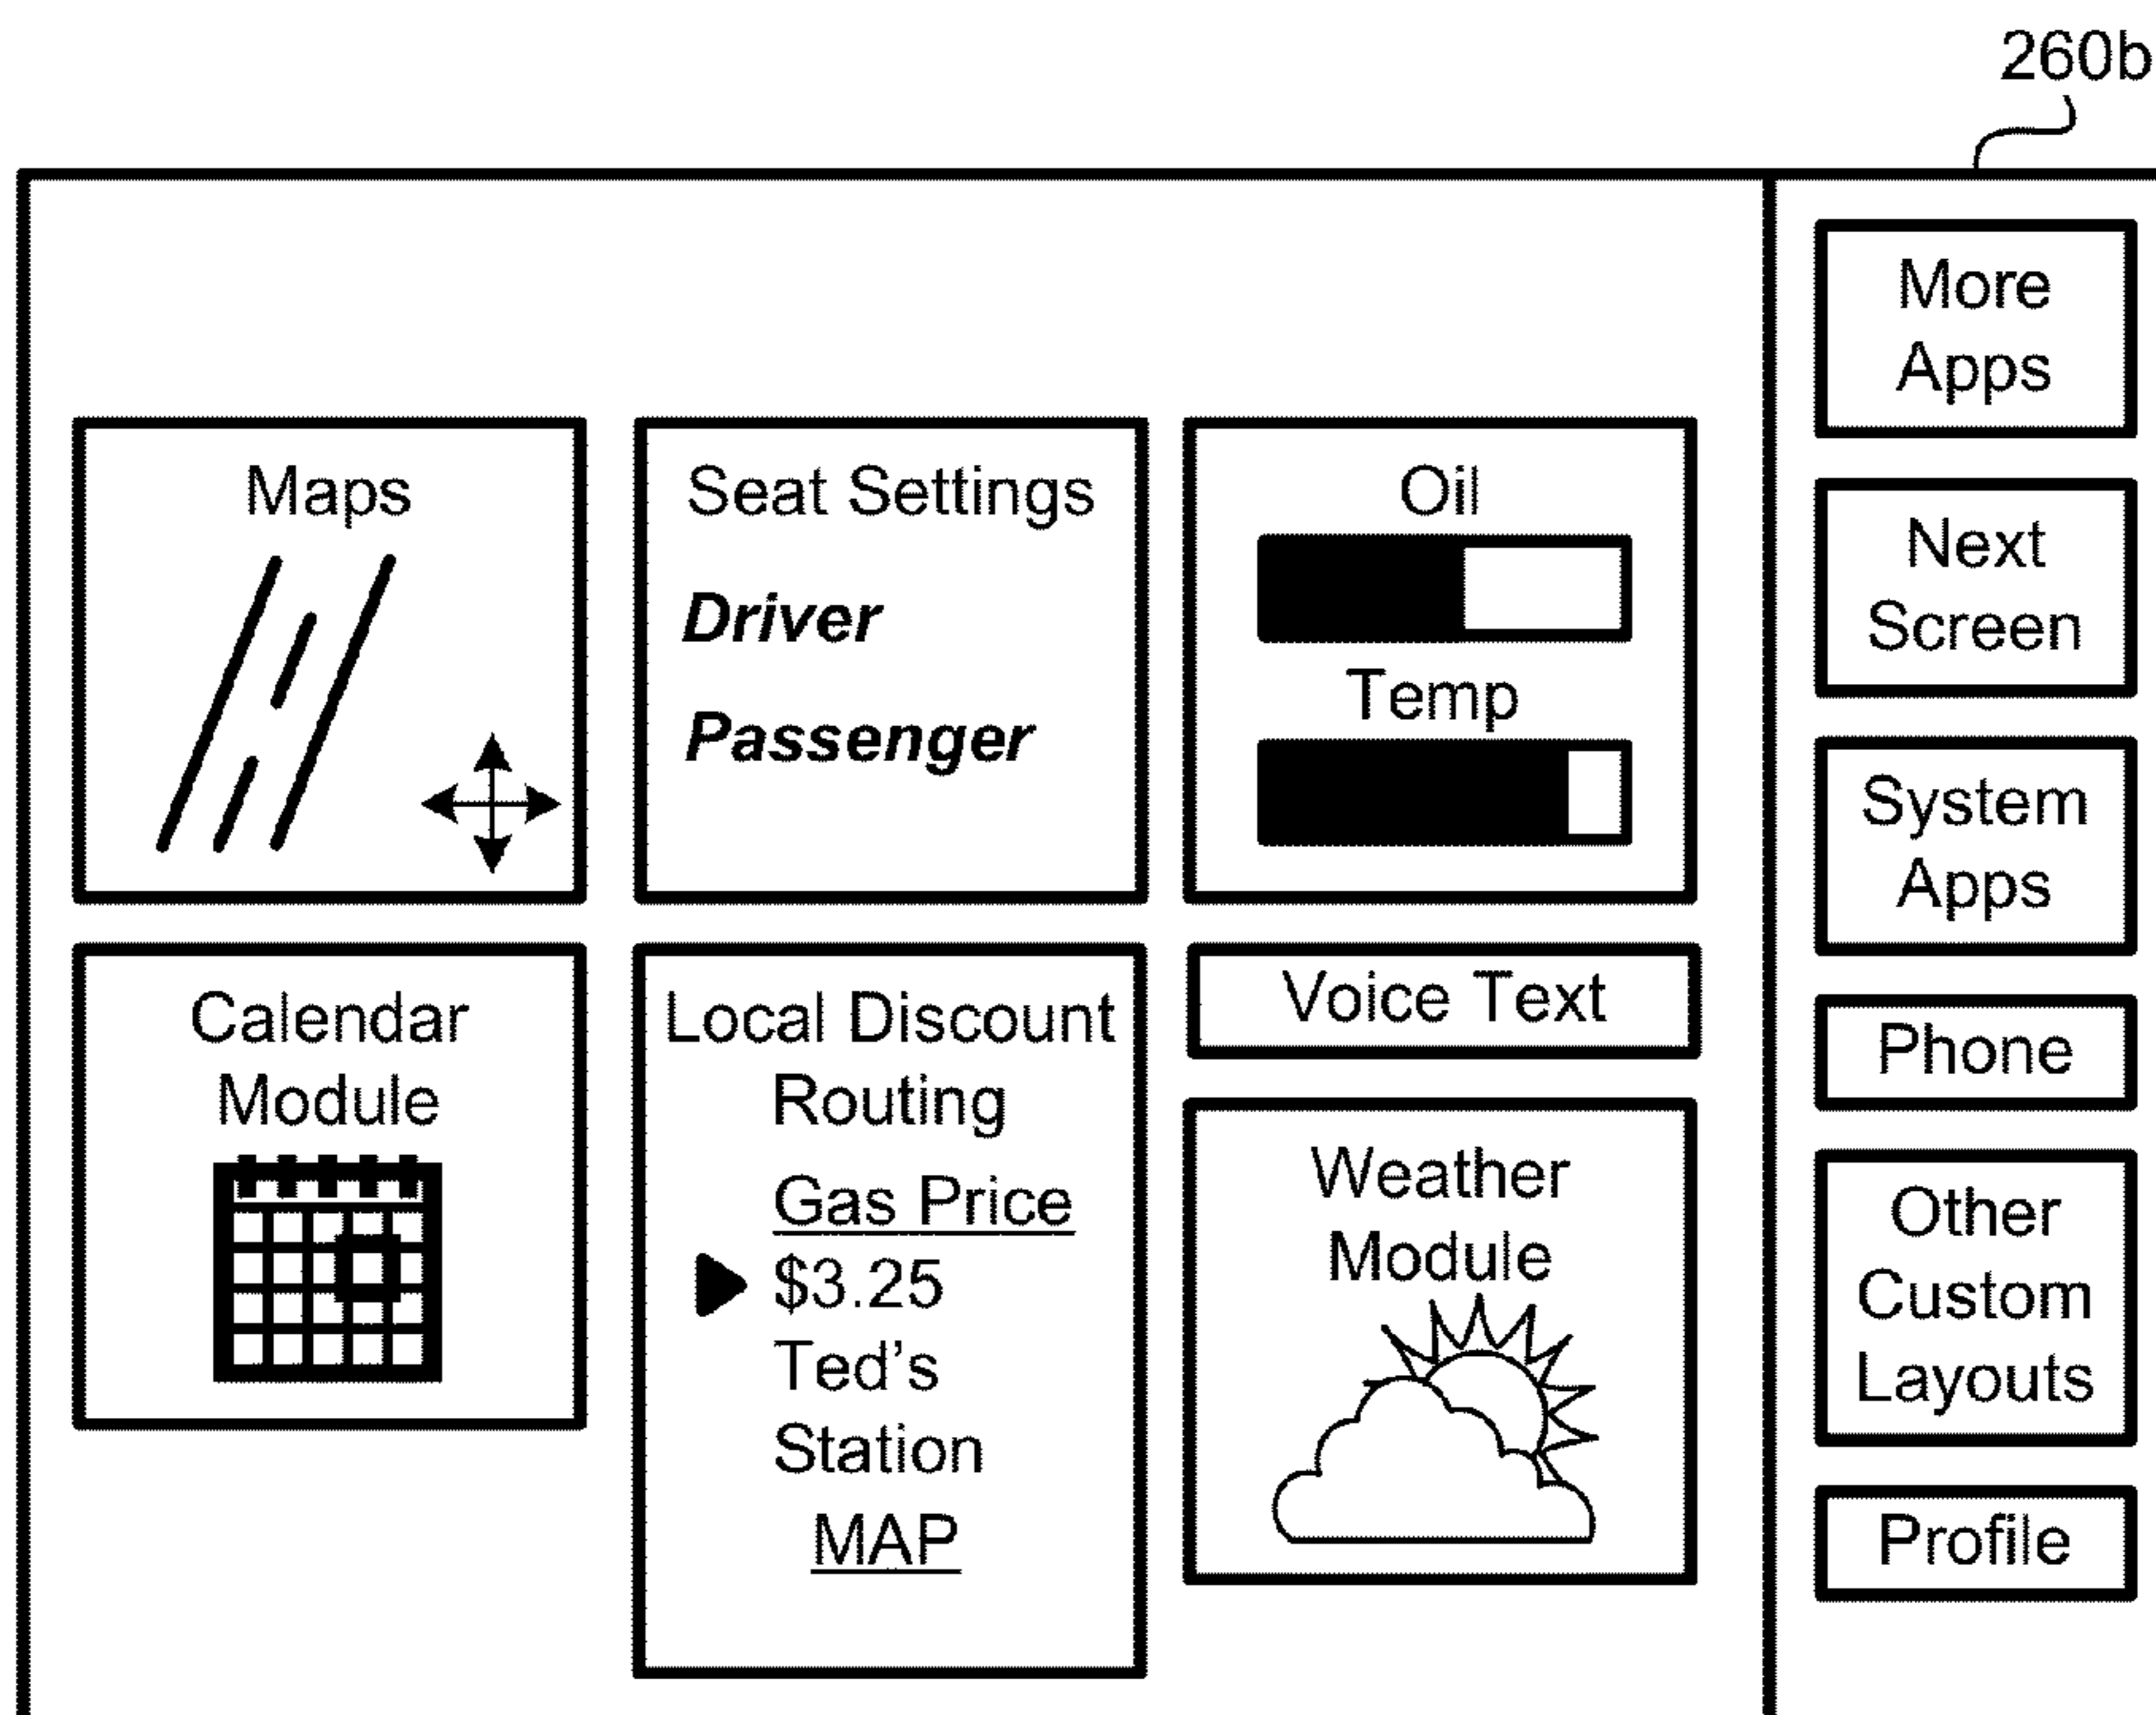 260b
Maps
Seat Settings
Driver
Passenger
Oil
Temp
Calendar
Module
Local Discount
Routing
Gas Price
$3.25
Ted's
Station
MAP
Voice Text
Weather
Module
More
Apps
Next
Screen
System
Apps
Phone
Other
Custom
Layouts
Profile